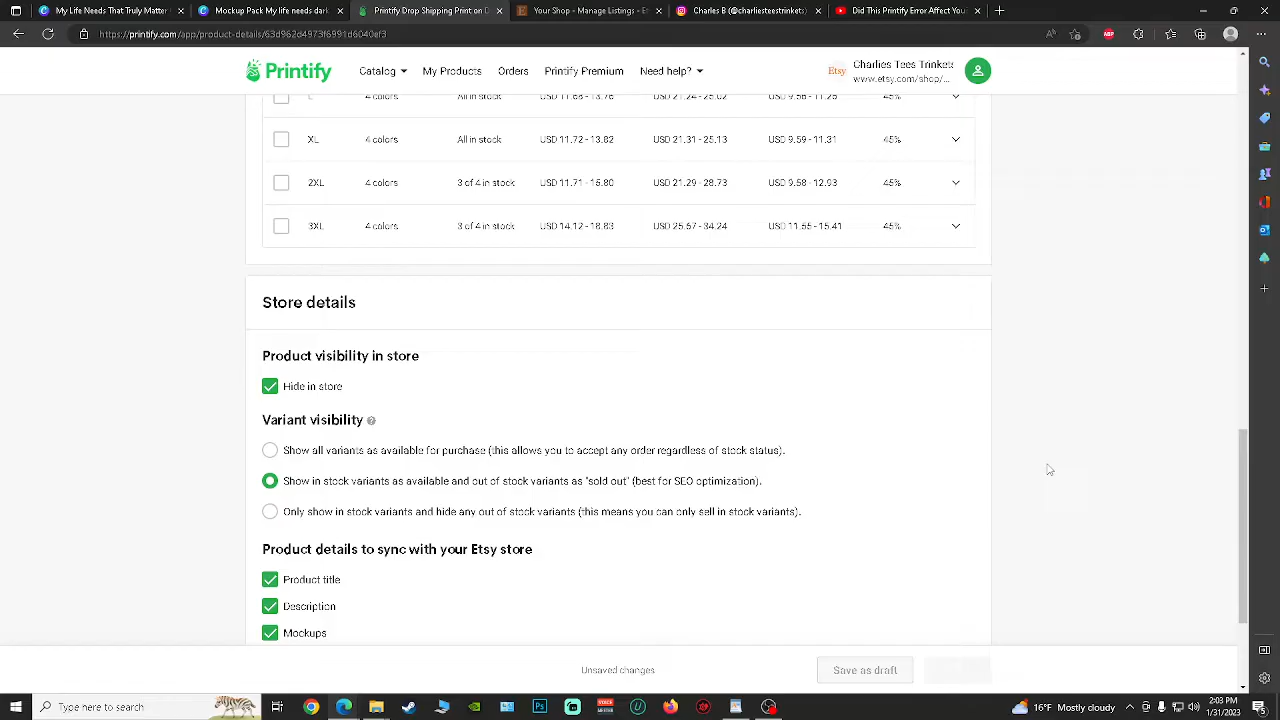 My Life Needs That Truly Matter
Mockup Pack My life needs dark
Printify Drop Shipping Print on D
Your Shop - Manage Listings - Et
Charles B (@charliesteestrinkets)
Did This Printify Error Affect You
https://printify.com/app/product-details/
Printify
Catalog
My Products
Orders
Printify Premium
Need help?
Etsy
Charlies Tees Trinkets
www.etsy.com/shop/...
L 4 colors All in stock 45%
XL 4 colors All in stock USD 11.72 - 13.82 USD 21.31 - 25.13 USD 9.59 - 11.31 45%
2XL 4 colors 3 of 4 in stock USD 11.71 - 15.80 USD 21.29 - 28.73 USD 9.58 - 12.93 45%
3XL 4 colors 3 of 4 in stock USD 14.12 - 18.83 USD 25.67 - 34.24 USD 11.55 - 15.41 45%
Store details
Product visibility in store
Hide in store
Variant visibility
Show all variants as available for purchase (this allows you to accept any order regardless of stock status).
Show in stock variants as available and out of stock variants as 'sold out' (best for SEO optimization).
Only show in stock variants and hide any out of stock variants (this means you can only sell in stock variants).
Product details to sync with your Etsy store
Product title
Description
Mockups
Unsaved changes
Save as draft
Type here to search
16°F Mostly cloudy
2:03 PM
1/31/2023